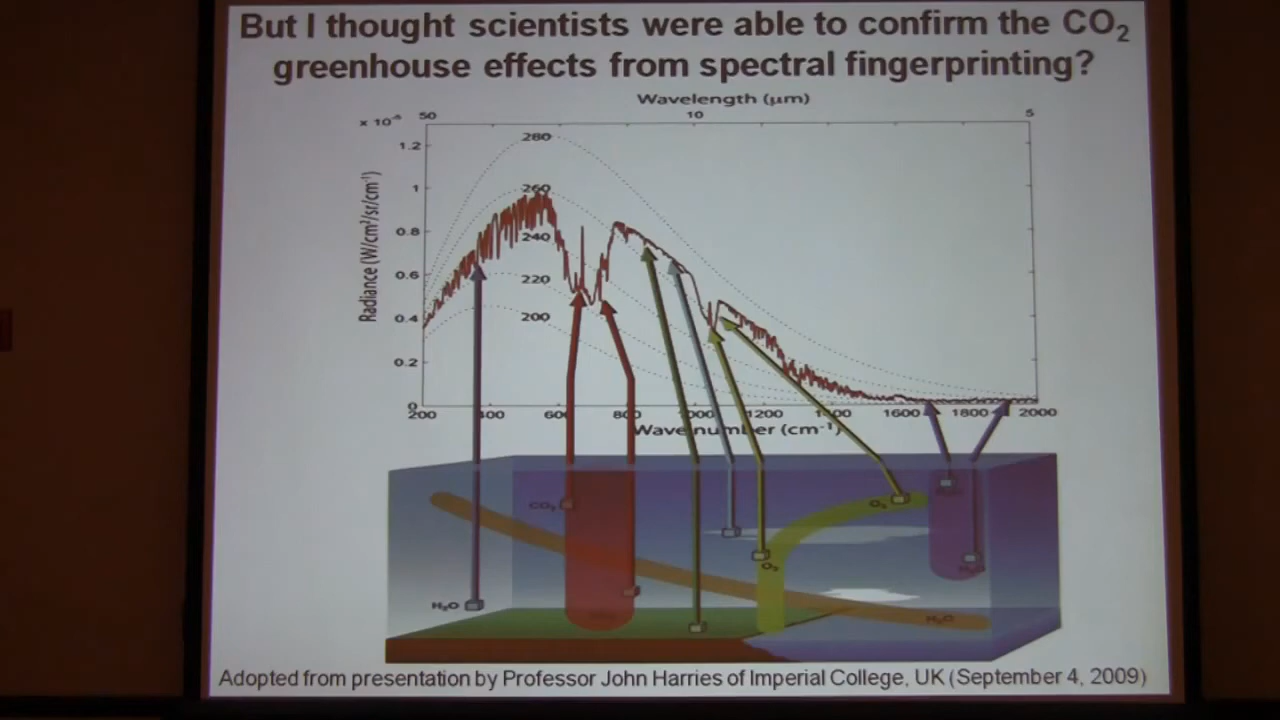 But I thought scientists were able to confirm the CO₂
greenhouse effects from spectral fingerprinting?
Wavelength (μm)
50 10 5
280
1.2
260
1
240
0.8
220
0.6
200
0.4
0.2
0
Radiance (W/cm²/sr/cm⁻¹)
200 400 600 800 1000 1200 1400 1600 1800 2000
Wavenumber (cm⁻¹)
CO₂
O₃
O₃
H₂O
H₂O
Adopted from presentation by Professor John Harries of Imperial College, UK (September 4, 2009)